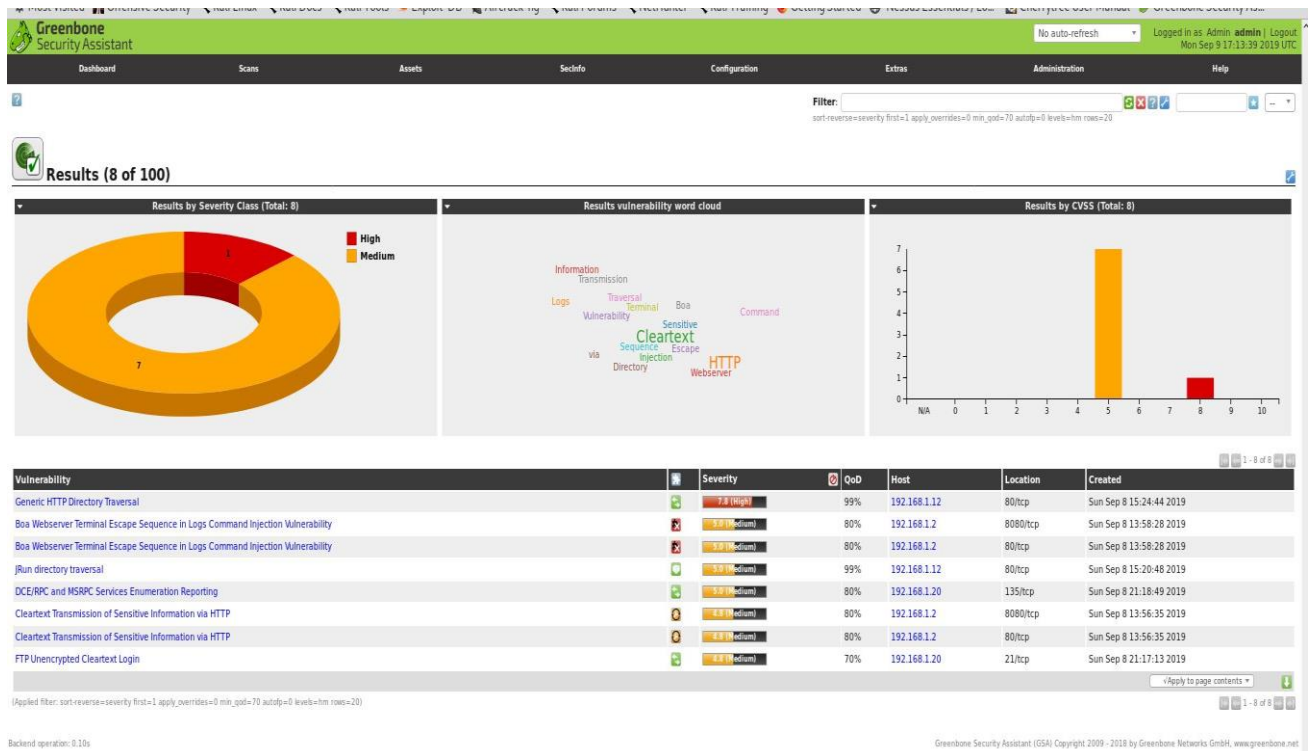 Greenbone
Security Assistant
No auto-refresh
Logged in as Admin admin | Logout
Mon Sep 9 17:13:39 2019 UTC
Dashboard Scans Assets SecInfo Configuration Extras Administration Help
Filter:
--
sort-reverse=severity first=1 apply_overrides=0 min_qod=70 autofp=0 levels=hm rows=20
Results (8 of 100)
Results by Severity Class (Total: 8)
High
Medium
1
7
Results vulnerability word cloud
Information
Transmission
Logs
Traversal
Terminal
Boa
Vulnerability
Command
Sensitive
Cleartext
Sequence
Escape
via
Injection
HTTP
Directory
Webserver
Results by CVSS (Total: 8)
7
6
5
4
3
2
1
0
N/A 0 1 2 3 4 5 6 7 8 9 10
1 - 8 of 8
Vulnerability Severity QoD Host Location Created
Generic HTTP Directory Traversal 7.8 (High) 99% 192.168.1.12 80/tcp Sun Sep 8 15:24:44 2019
Boa Webserver Terminal Escape Sequence in Logs Command Injection Vulnerability 5.0 (Medium) 80% 192.168.1.2 8080/tcp Sun Sep 8 13:58:28 2019
Boa Webserver Terminal Escape Sequence in Logs Command Injection Vulnerability 5.0 (Medium) 80% 192.168.1.2 80/tcp Sun Sep 8 13:58:28 2019
JRun directory traversal 5.0 (Medium) 99% 192.168.1.12 80/tcp Sun Sep 8 15:20:48 2019
DCE/RPC and MSRPC Services Enumeration Reporting 5.0 (Medium) 80% 192.168.1.20 135/tcp Sun Sep 8 21:18:49 2019
Cleartext Transmission of Sensitive Information via HTTP 4.8 (Medium) 80% 192.168.1.2 8080/tcp Sun Sep 8 13:56:35 2019
Cleartext Transmission of Sensitive Information via HTTP 4.8 (Medium) 80% 192.168.1.2 80/tcp Sun Sep 8 13:56:35 2019
FTP Unencrypted Cleartext Login 4.8 (Medium) 70% 192.168.1.20 21/tcp Sun Sep 8 21:17:13 2019
√Apply to page contents
(Applied filter: sort-reverse=severity first=1 apply_overrides=0 min_qod=70 autofp=0 levels=hm rows=20)
1 - 8 of 8
Backend operation: 0.10s
Greenbone Security Assistant (GSA) Copyright 2009 - 2018 by Greenbone Networks GmbH, www.greenbone.net